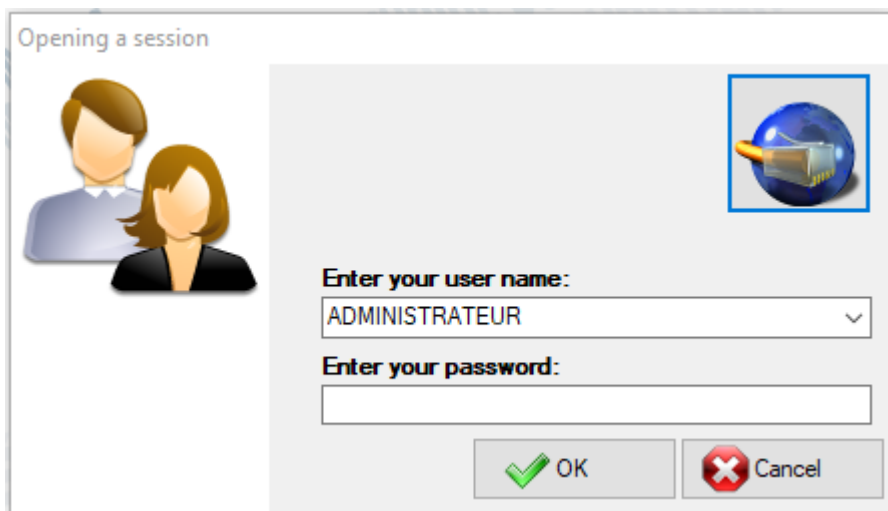 Opening a session
Enter your user name:
ADMINISTRATEUR
Enter your password:
OK
Cancel